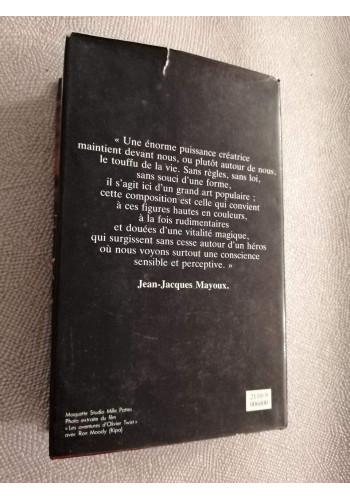 « Une énorme puissance créatrice
maintient devant nous, ou plutôt autour de nous,
le touffu de la vie. Sans règles, sans loi,
sans souci d'une forme,
il s'agit ici d'un grand art populaire ;
cette composition est celle qui convient
à ces figures hautes en couleurs,
à la fois rudimentaires
et douées d'une vitalité magique,
qui surgissent sans cesse autour d'un héros
où nous voyons surtout une conscience
sensible et perceptive. »
Jean-Jacques Mayoux.
Maquette Studio Mille Pattes
Photo extraite du film
« Les aventures d'Olivier Twist »
avec Ron Moody (Kipa)